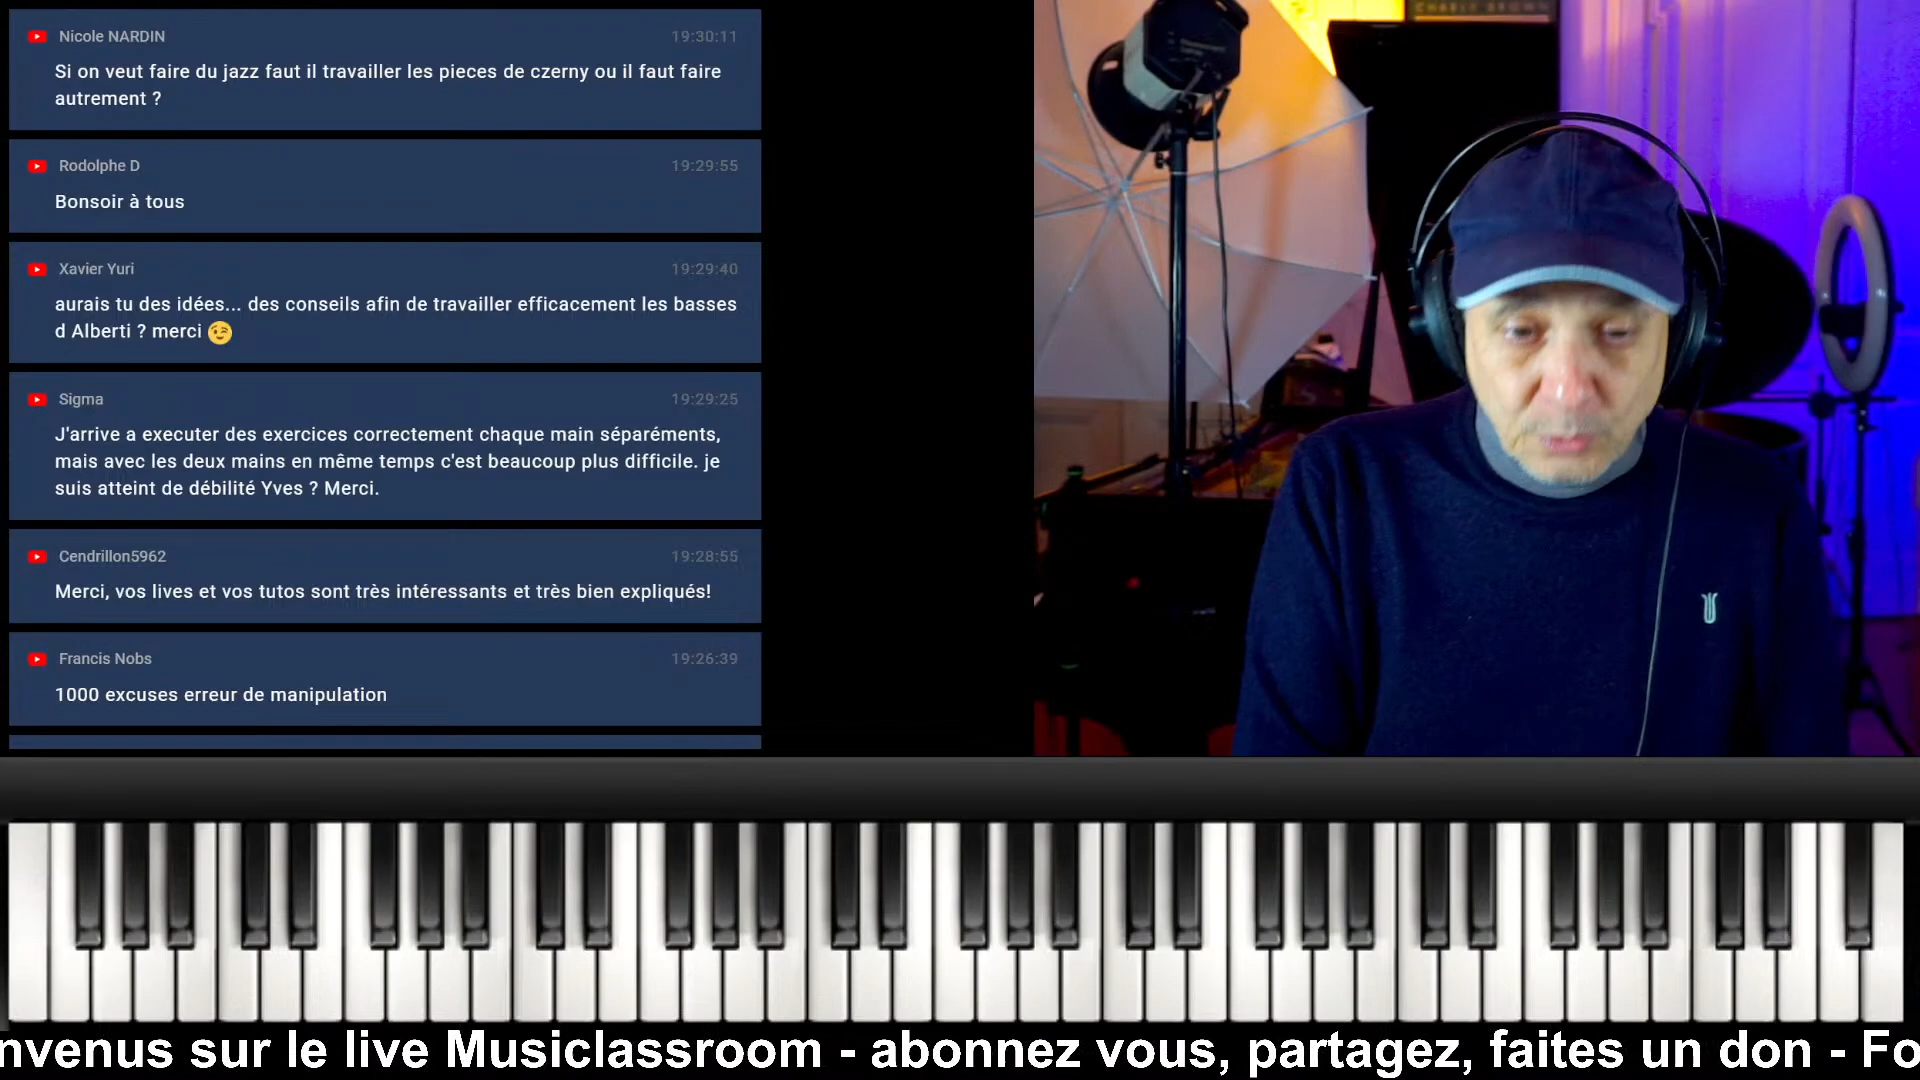 Nicole NARDIN 19:30:11
Si on veut faire du jazz faut il travailler les pieces de czerny ou il faut faire
autrement ?
Rodolphe D 19:29:55
Bonsoir à tous
Xavier Yuri 19:29:40
aurais tu des idées... des conseils afin de travailler efficacement les basses
d Alberti ? merci 😉
Sigma 19:29:25
J'arrive a executer des exercices correctement chaque main séparéments,
mais avec les deux mains en même temps c'est beaucoup plus difficile. je
suis atteint de débilité Yves ? Merci.
Cendrillon5962 19:28:55
Merci, vos lives et vos tutos sont très intéressants et très bien expliqués!
Francis Nobs 19:26:39
1000 excuses erreur de manipulation
CHARLY BROWN
nvenus sur le live Musiclassroom - abonnez vous, partagez, faites un don - Fo